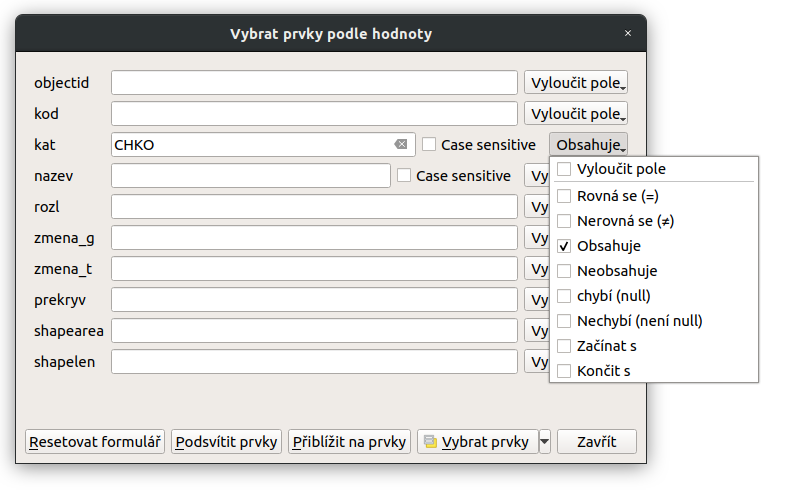 Vybrat prvky podle hodnoty
objectid Vyloučit pole
kod Vyloučit pole
kat CHKO Case sensitive Obsahuje
Vyloučit pole
nazev Case sensitive Vy
Rovná se (=)
rozl Vy
Nerovná se (≠)
zmena_g Vy
Obsahuje
zmena_t Vy
Neobsahuje
prekryv Vy
chybí (null)
shapearea Vy
Nechybí (není null)
shapelen Vy
Začínat s
Končit s
Resetovat formulář Podsvítit prvky Přiblížit na prvky Vybrat prvky Zavřít